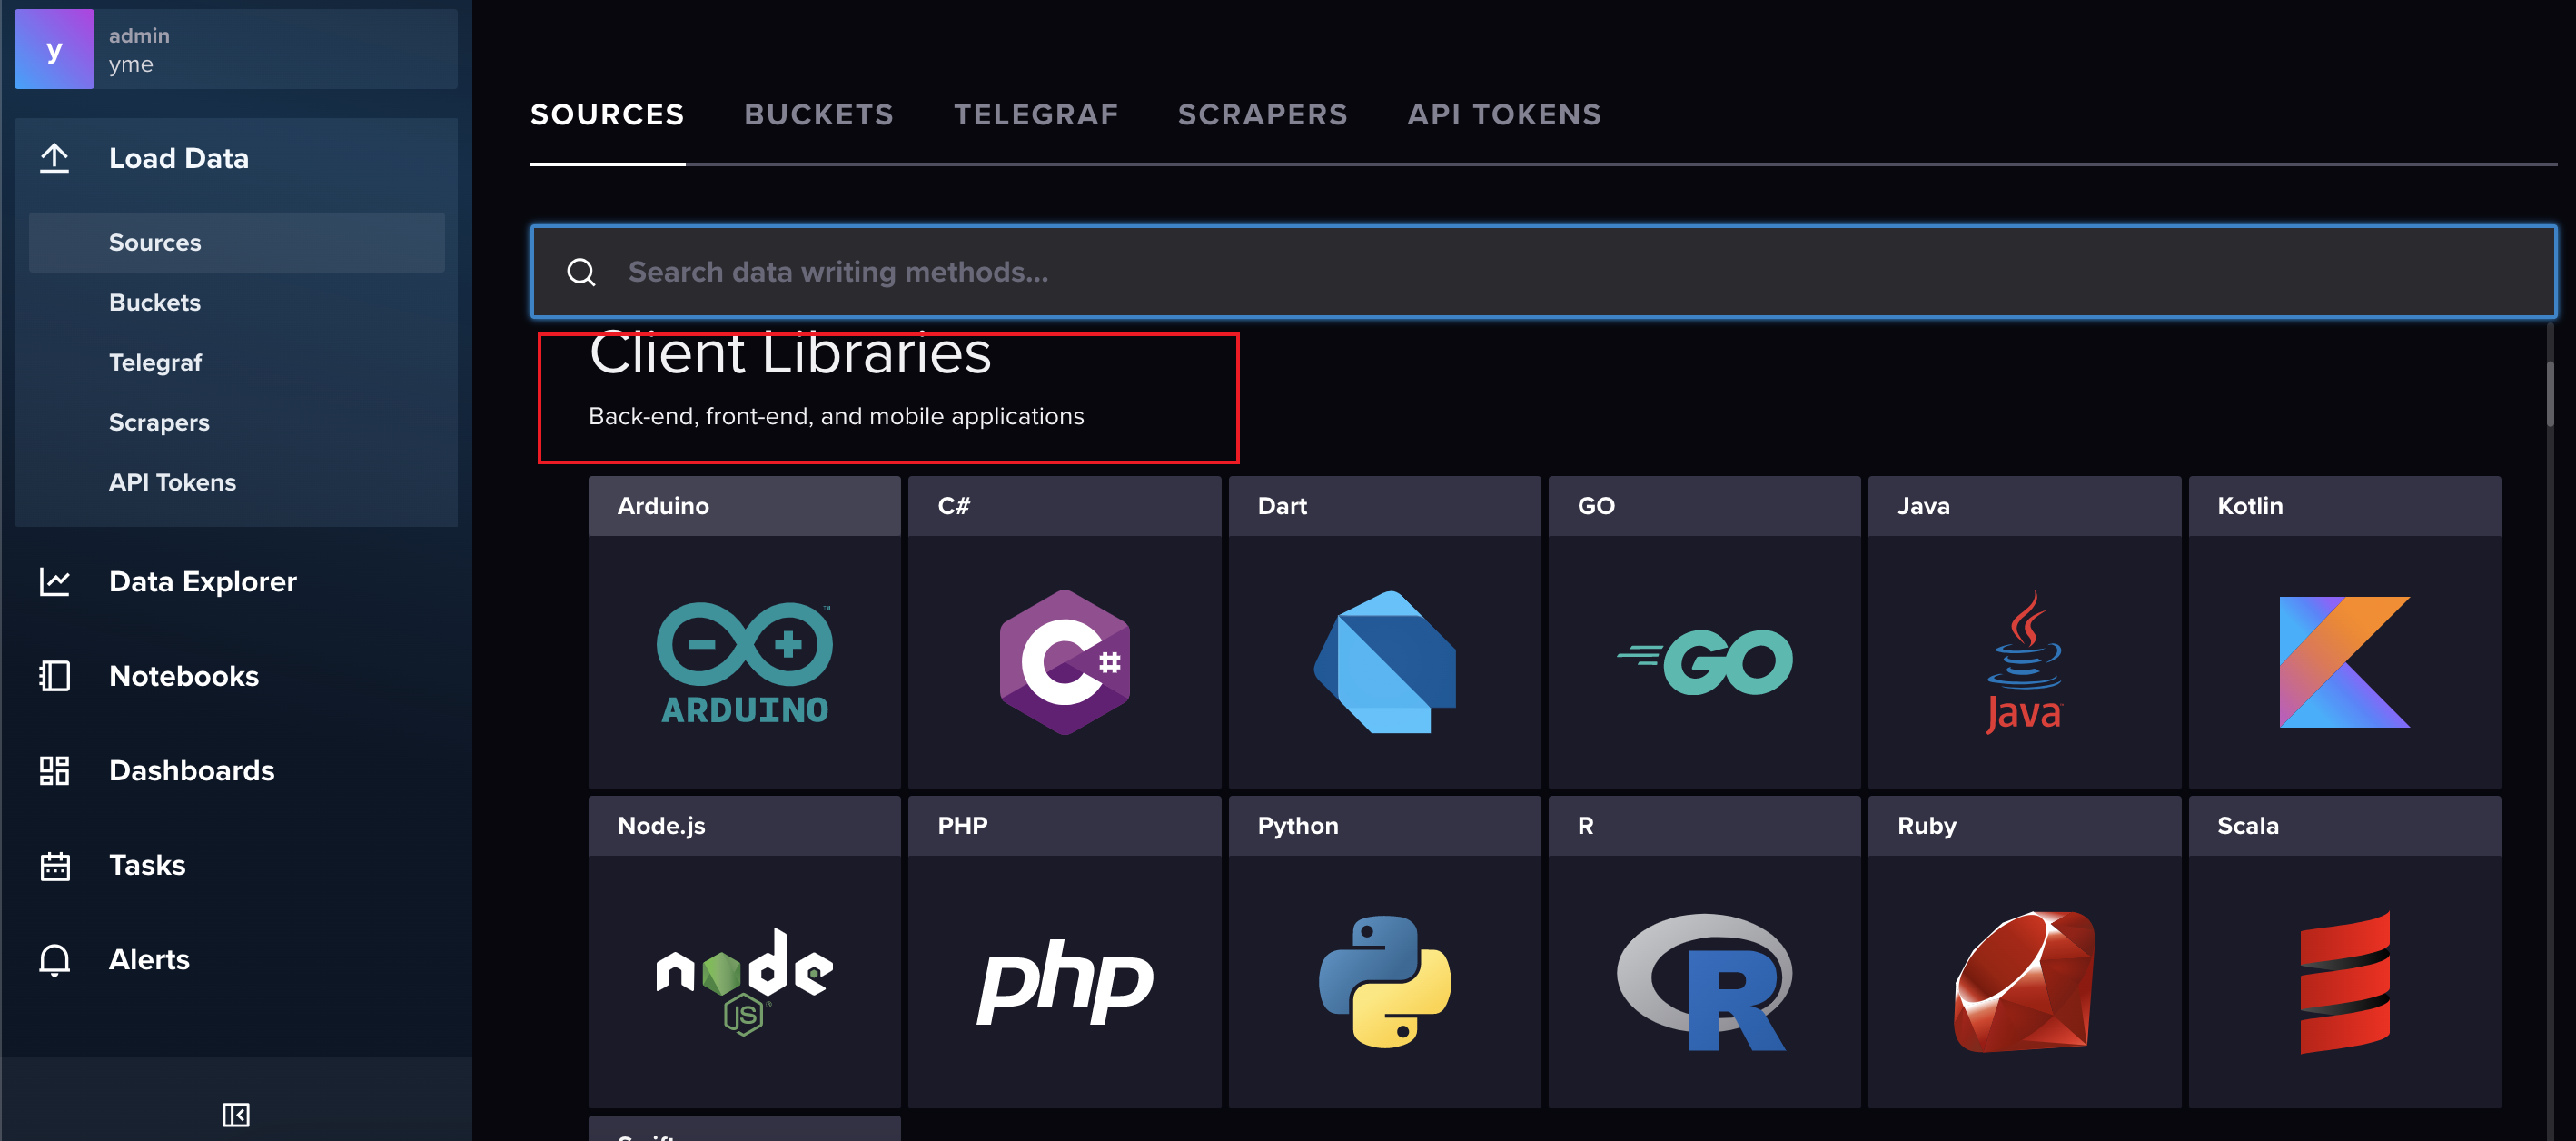 y
admin
yme
Load Data
Sources
Buckets
Telegraf
Scrapers
API Tokens
Data Explorer
Notebooks
Dashboards
Tasks
Alerts
SOURCES BUCKETS TELEGRAF SCRAPERS API TOKENS
Search data writing methods...
Client Libraries
Back-end, front-end, and mobile applications
Arduino C# Dart GO Java Kotlin
ARDUINO ™ C# GO Java
Node.js PHP Python R Ruby Scala
node JS ® php R